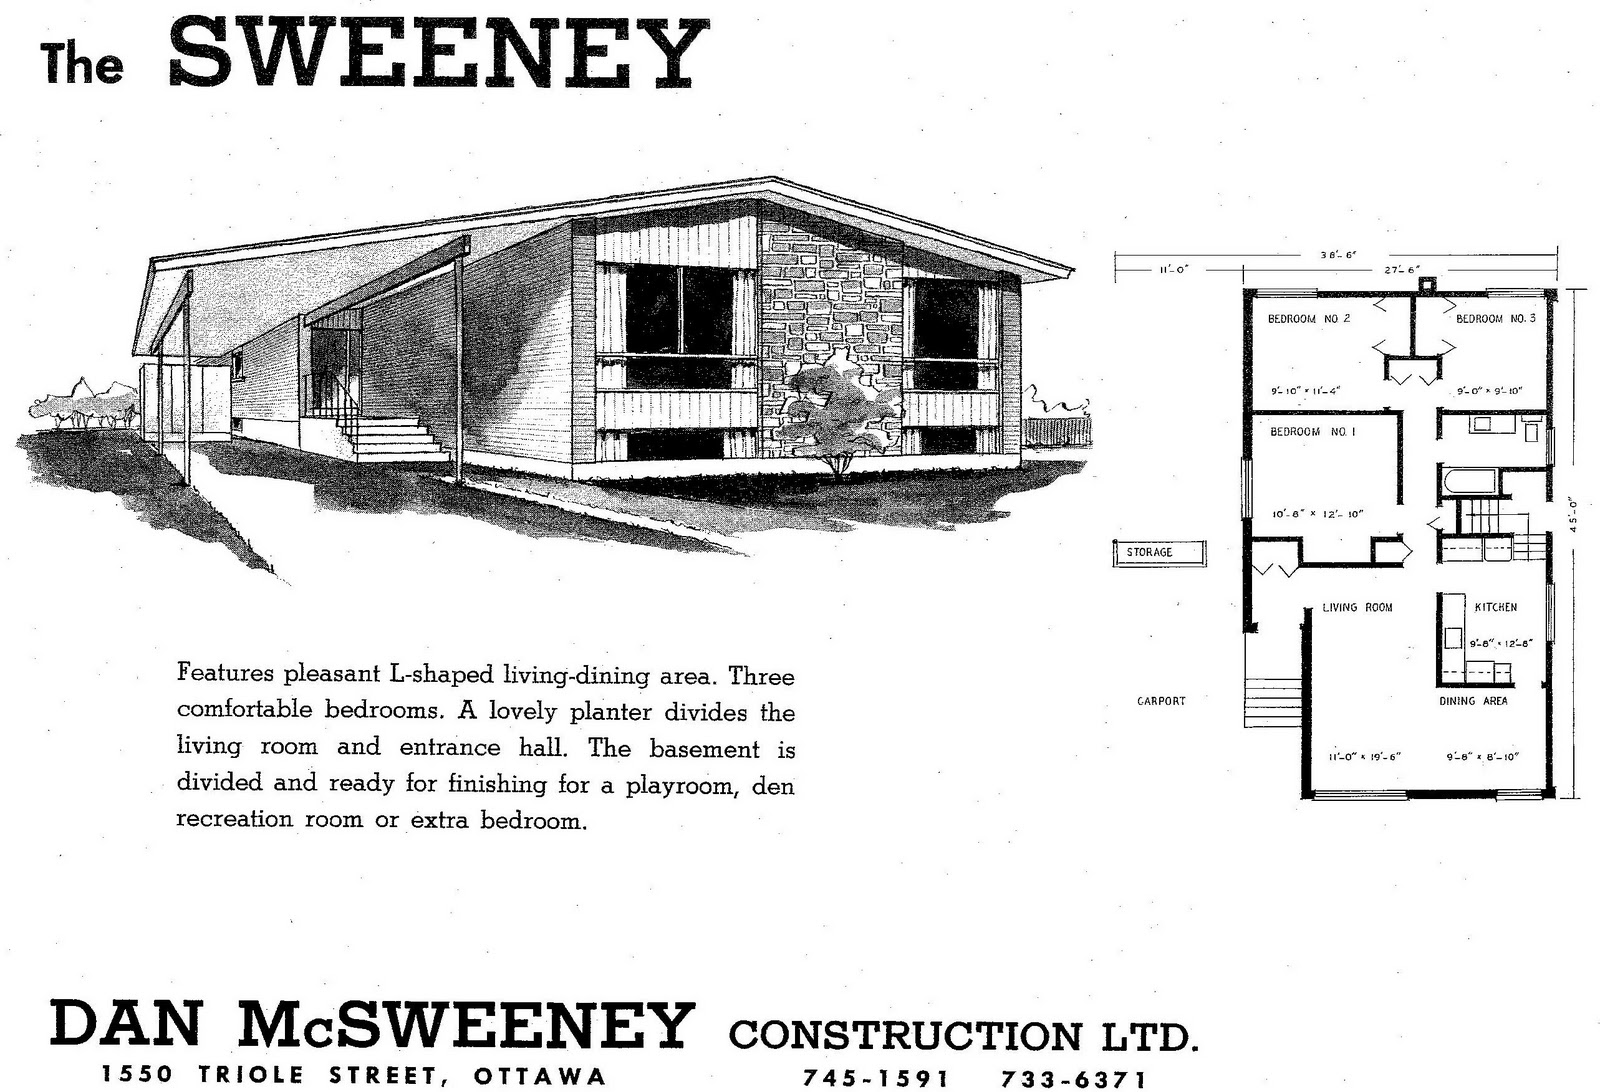 The SWEENEY
38'-6"
11'-0" 27'-6"
BEDROOM NO 2
BEDROOM NO. 3
9'-10" x 11'-4"
9'-0" x 9'-10"
BEDROOM NO. 1
10'-8" x 12'-10"
45'-0"
STORAGE
LIVING ROOM
KITCHEN
9'-8" x 12'-8"
CARPORT
DINING AREA
11'-0" x 19'-6"
9'-8" x 8'-10"
Features pleasant L-shaped living-dining area. Three
comfortable bedrooms. A lovely planter divides the
living room and entrance hall. The basement is
divided and ready for finishing for a playroom, den
recreation room or extra bedroom.
DAN McSWEENEY CONSTRUCTION LTD.
1550 TRIOLE STREET, OTTAWA 745-1591 733-6371